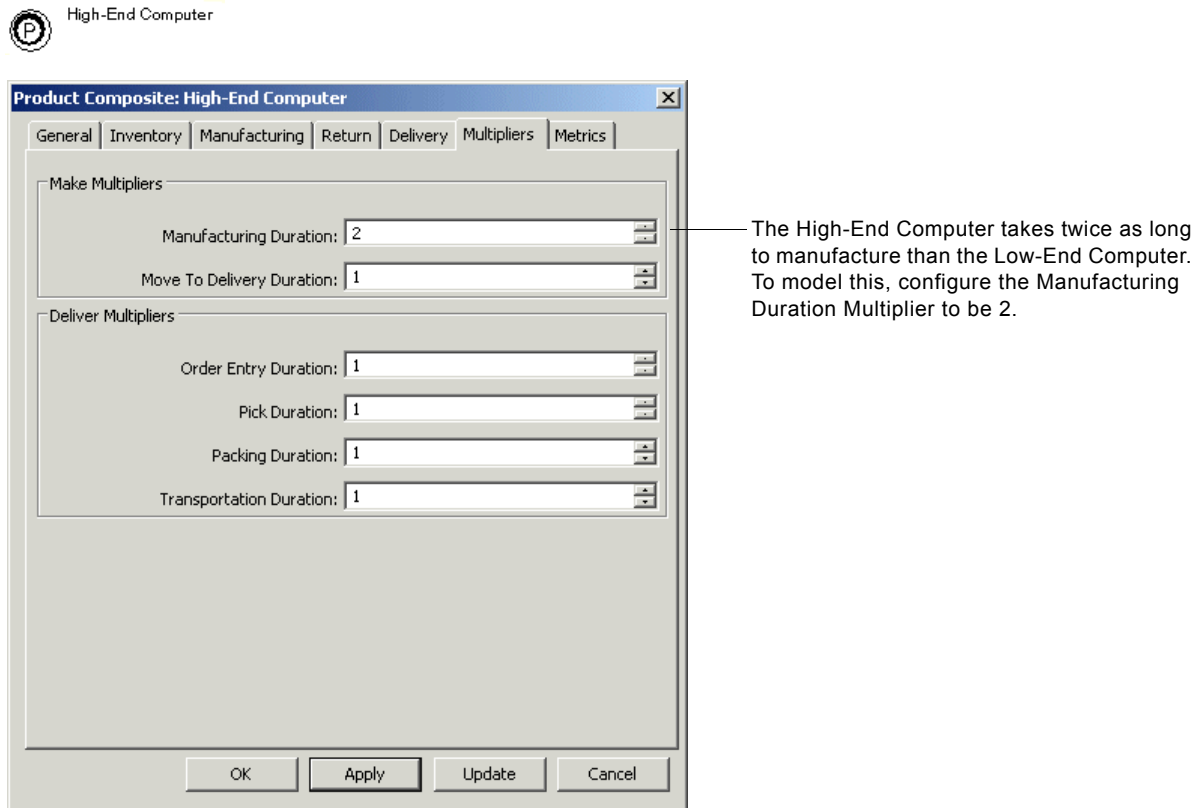 P
High-End Computer
Product Composite: High-End Computer
General Inventory Manufacturing Return Delivery Multipliers Metrics
Make Multipliers
Manufacturing Duration: 2
Move To Delivery Duration: 1
Deliver Multipliers
Order Entry Duration: 1
Pick Duration: 1
Packing Duration: 1
Transportation Duration: 1
OK Apply Update Cancel
The High-End Computer takes twice as long
to manufacture than the Low-End Computer.
To model this, configure the Manufacturing
Duration Multiplier to be 2.